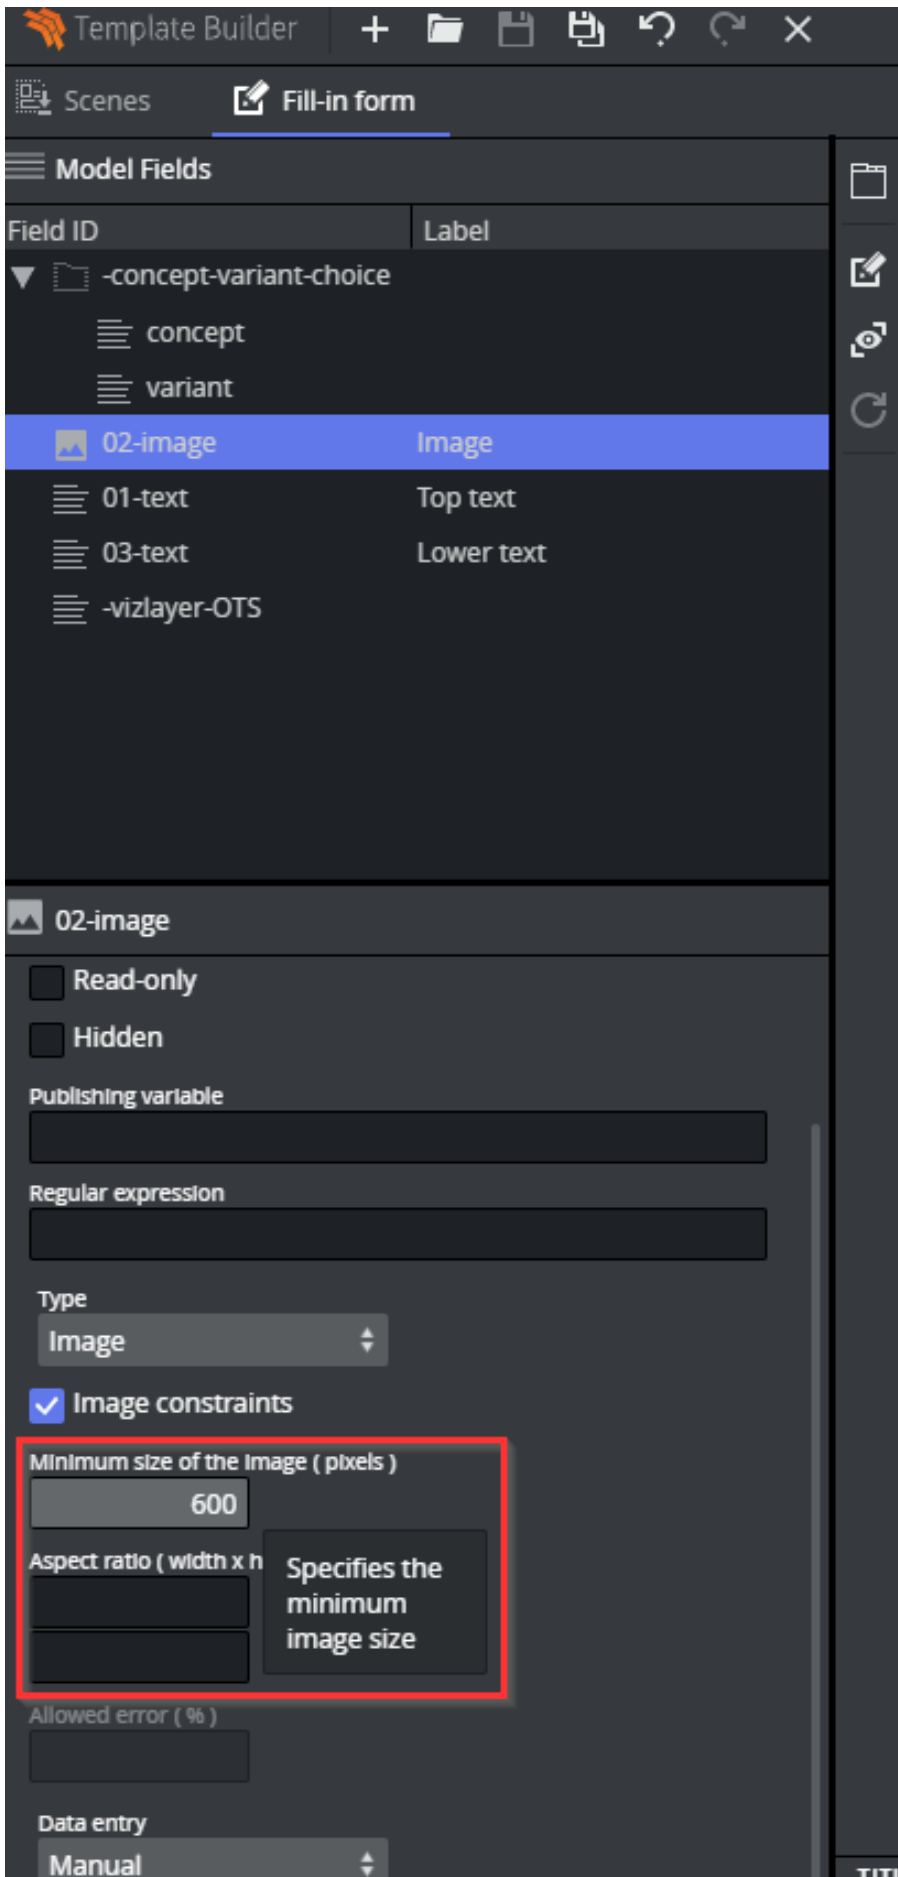 Template Builder
Scenes Fill-in form
Model Fields
Field ID Label
-concept-variant-choice
concept
variant
02-image Image
01-text Top text
03-text Lower text
-vizlayer-OTS
02-image
Read-only
Hidden
Publishing variable
Regular expression
Type
Image
Image constraints
Minimum size of the image ( pixels )
600
Aspect ratio ( width x h
Specifies the
minimum
image size
Allowed error ( % )
Data entry
Manual